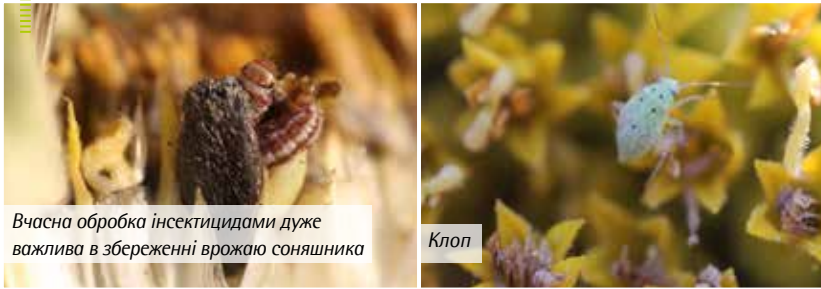 Вчасна обробка інсектицидами дуже
важлива в збереженні врожаю соняшника
Клоп